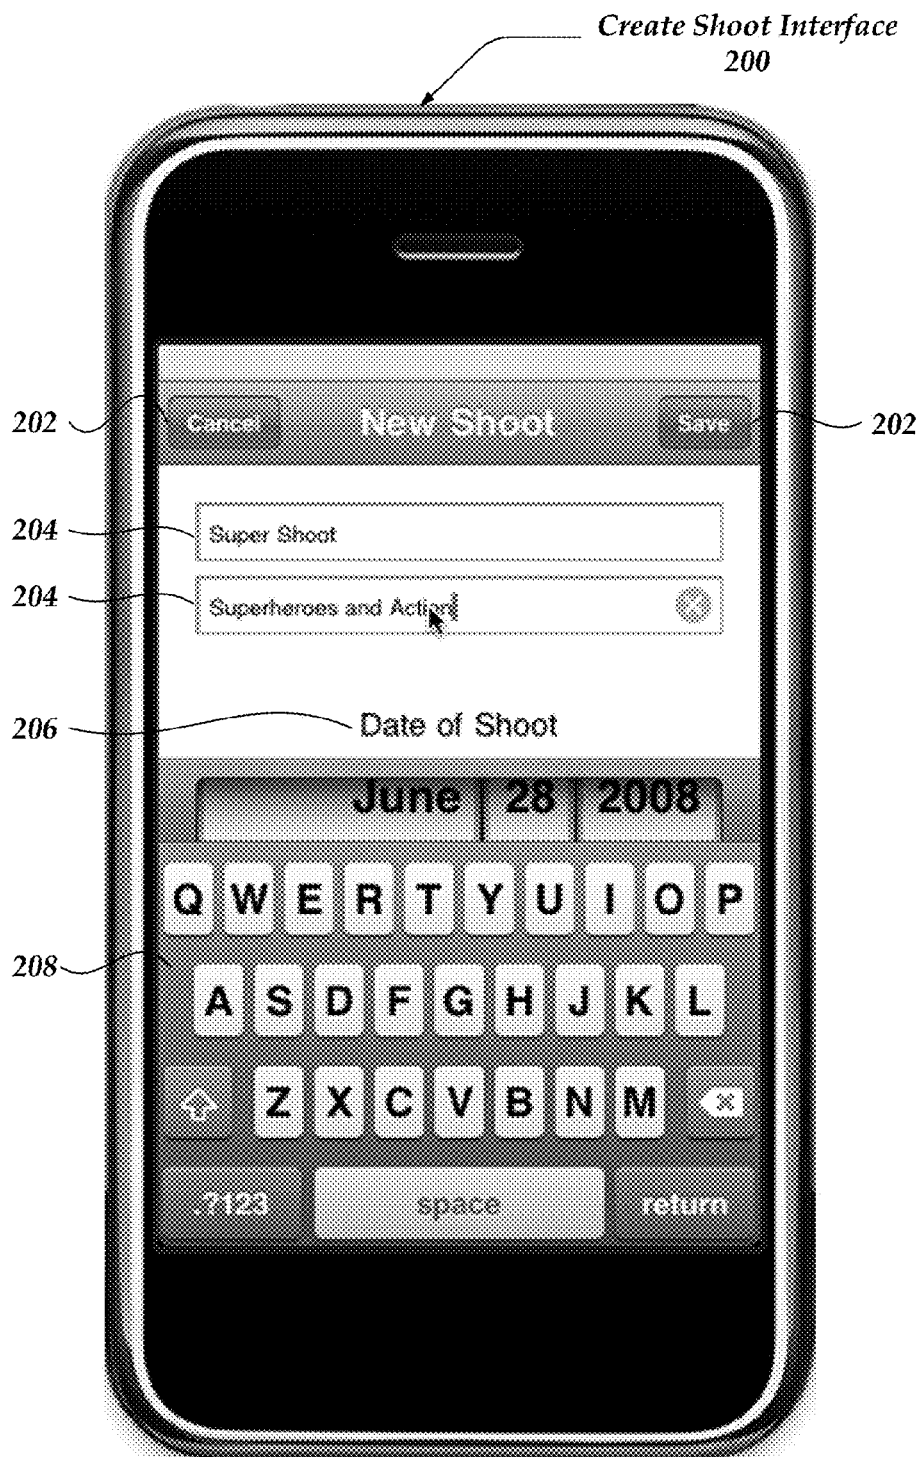 Create Shoot Interface
200
202
Cancel
New Shoot
Save
202
204
Super Shoot
204
Superheroes and Action
206
Date of Shoot
June 28 2008
Q W E R T Y U I O P
208
A S D F G H J K L
Z X C V B N M
.?123 space return